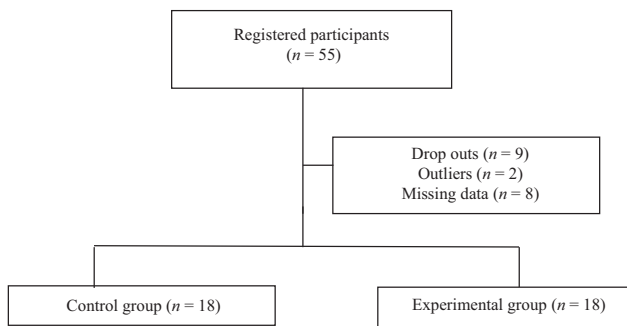 Registered participants
(n = 55)
Drop outs (n = 9)
Outliers (n = 2)
Missing data (n = 8)
Control group (n = 18)
Experimental group (n = 18)